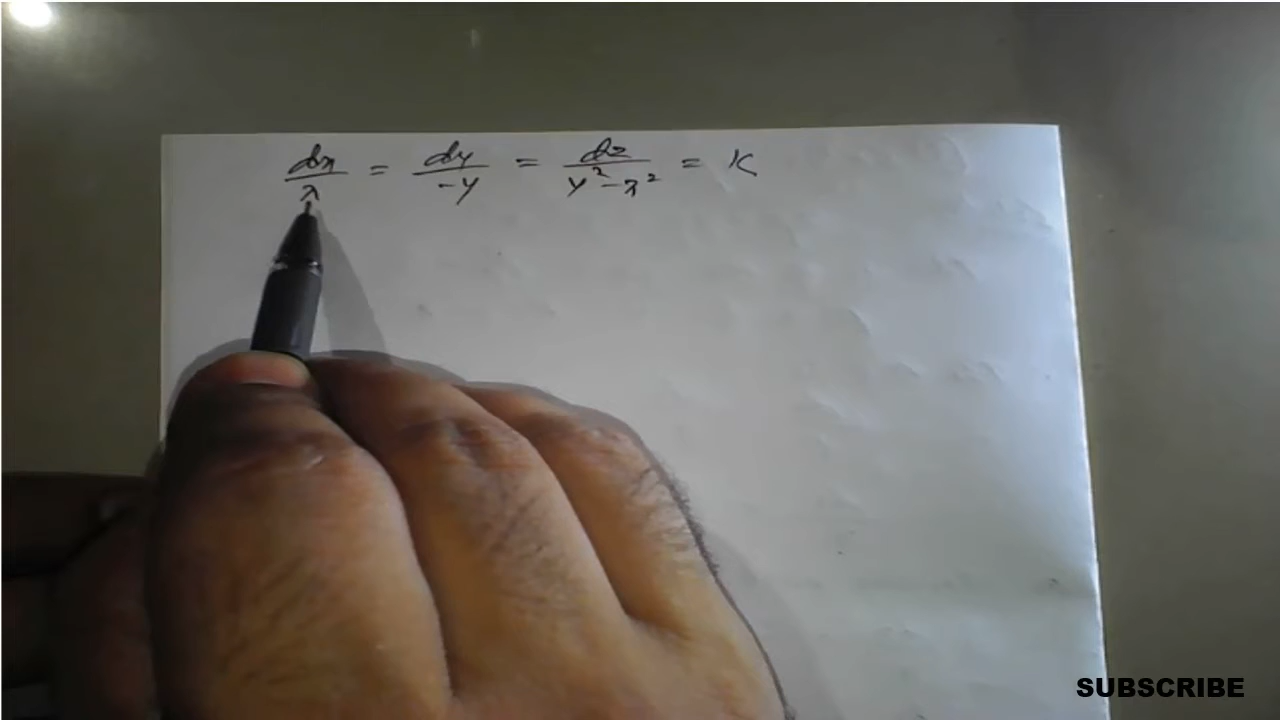 dx/x = dy/-y = dz/y²-x² = K
SUBSCRIBE